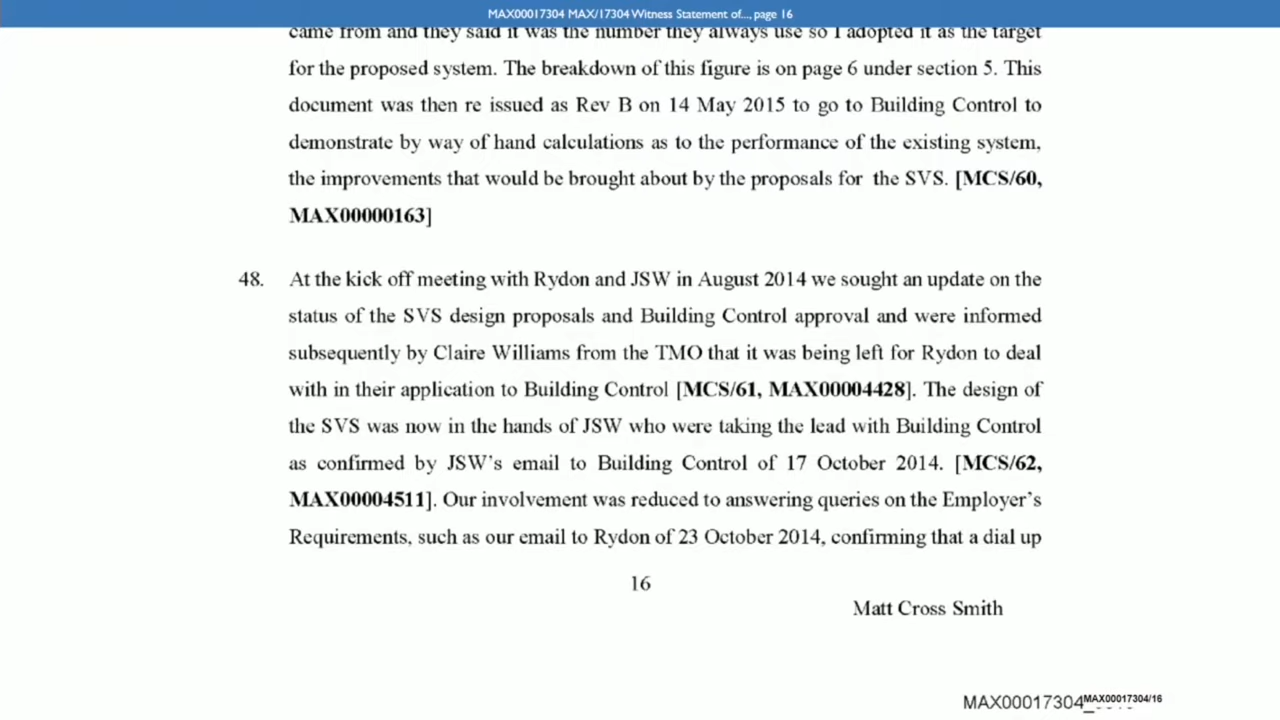 MAX00017304 MAX/17304 Witness Statement of..., page 16
came from and they said it was the number they always use so I adopted it as the target
for the proposed system. The breakdown of this figure is on page 6 under section 5. This
document was then re issued as Rev B on 14 May 2015 to go to Building Control to
demonstrate by way of hand calculations as to the performance of the existing system,
the improvements that would be brought about by the proposals for the SVS. [MCS/60,
MAX00000163]
48. At the kick off meeting with Rydon and JSW in August 2014 we sought an update on the
status of the SVS design proposals and Building Control approval and were informed
subsequently by Claire Williams from the TMO that it was being left for Rydon to deal
with in their application to Building Control [MCS/61, MAX00004428]. The design of
the SVS was now in the hands of JSW who were taking the lead with Building Control
as confirmed by JSW's email to Building Control of 17 October 2014. [MCS/62,
MAX00004511]. Our involvement was reduced to answering queries on the Employer's
Requirements, such as our email to Rydon of 23 October 2014, confirming that a dial up
16
Matt Cross Smith
MAX00017304 MAX00017304/16